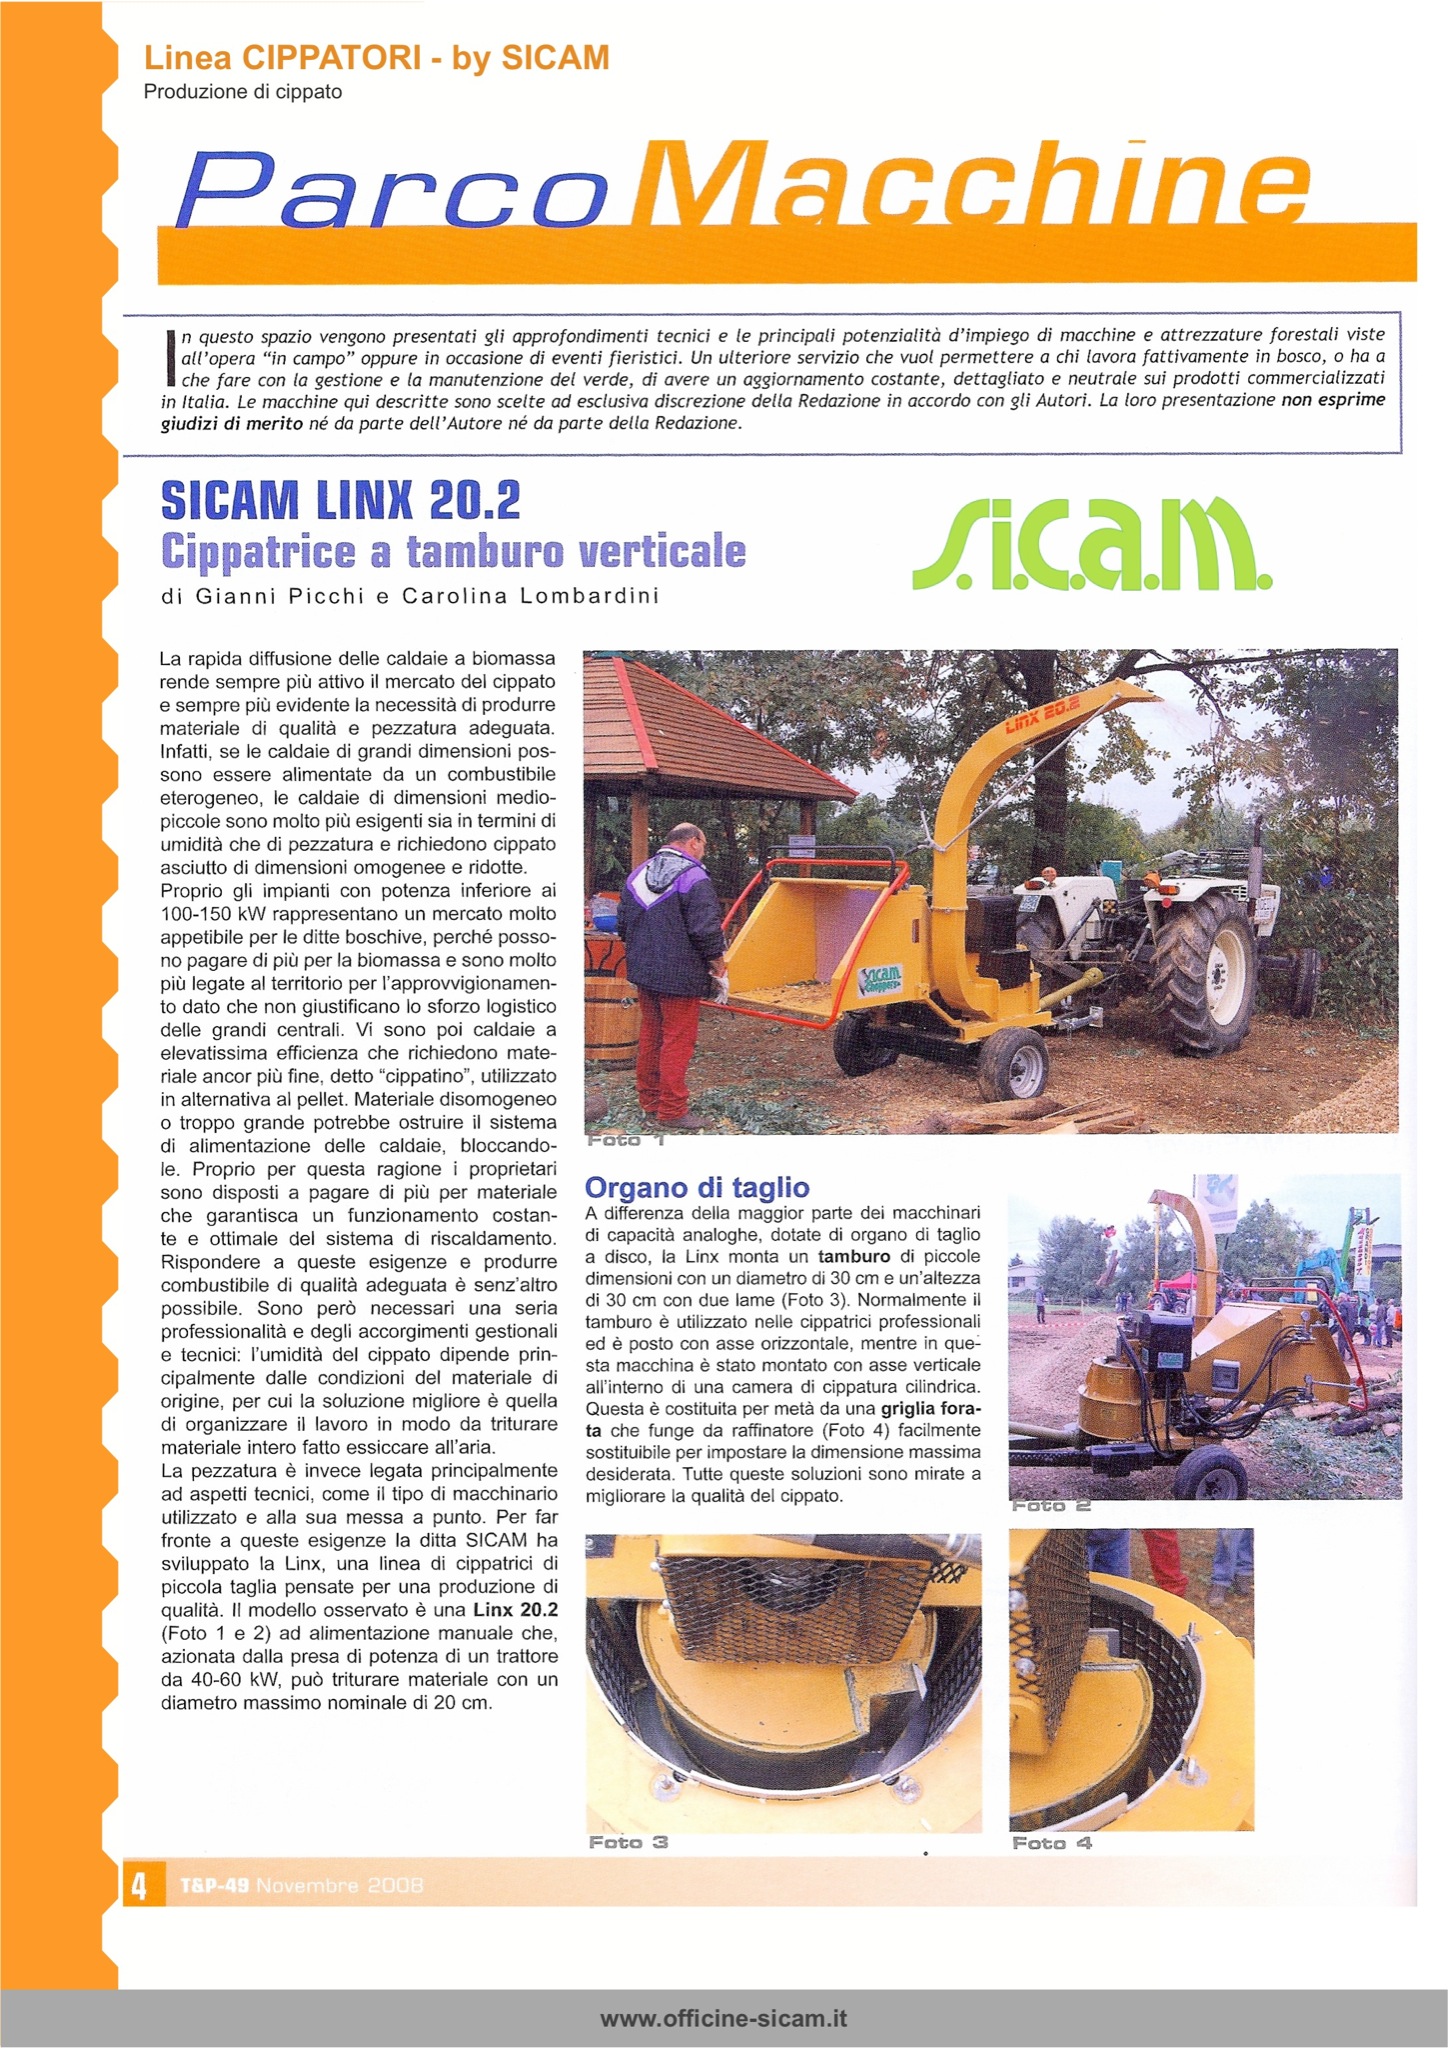 Linea CIPPATORI - by SICAM
Produzione di cippato
ParcoMacchine
In questo spazio vengono presentati gli approfondimenti tecnici e le principali potenzialità d’impiego di macchine e attrezzature forestali viste
all’opera “in campo” oppure in occasione di eventi fieristici. Un ulteriore servizio che vuol permettere a chi lavora fattivamente in bosco, o ha a
che fare con la gestione e la manutenzione del verde, di avere un aggiornamento costante, dettagliato e neutrale sui prodotti commercializzati
in Italia. Le macchine qui descritte sono scelte ad esclusiva discrezione della Redazione in accordo con gli Autori. La loro presentazione non esprime
giudizi di merito né da parte dell’Autore né da parte della Redazione.
SICAM LINX 20.2
Cippatrice a tamburo verticale
di Gianni Picchi e Carolina Lombardini
S.i.c.a.m.
La rapida diffusione delle caldaie a biomassa
rende sempre più attivo il mercato del cippato
e sempre più evidente la necessità di produrre
materiale di qualità e pezzatura adeguata.
Infatti, se le caldaie di grandi dimensioni pos-
sono essere alimentate da un combustibile
eterogeneo, le caldaie di dimensioni medio-
piccole sono molto più esigenti sia in termini di
umidità che di pezzatura e richiedono cippato
asciutto di dimensioni omogenee e ridotte.
Proprio gli impianti con potenza inferiore ai
100-150 kW rappresentano un mercato molto
appetibile per le ditte boschive, perché posso-
no pagare di più per la biomassa e sono molto
più legate al territorio per l’approvvigionamen-
to dato che non giustificano lo sforzo logistico
delle grandi centrali. Vi sono poi caldaie a
elevatissima efficienza che richiedono mate-
riale ancor più fine, detto “cippatino”, utilizzato
in alternativa al pellet. Materiale disomogeneo
o troppo grande potrebbe ostruire il sistema
di alimentazione delle caldaie, bloccando-
le. Proprio per questa ragione i proprietari
sono disposti a pagare di più per materiale
che garantisca un funzionamento costan-
te e ottimale del sistema di riscaldamento.
Rispondere a queste esigenze e produrre
combustibile di qualità adeguata è senz’altro
possibile. Sono però necessari una seria
professionalità e degli accorgimenti gestionali
e tecnici: l’umidità del cippato dipende prin-
cipalmente dalle condizioni del materiale di
origine, per cui la soluzione migliore è quella
di organizzare il lavoro in modo da triturare
materiale intero fatto essiccare all’aria.
La pezzatura è invece legata principalmente
ad aspetti tecnici, come il tipo di macchinario
utilizzato e alla sua messa a punto. Per far
fronte a queste esigenze la ditta SICAM ha
sviluppato la Linx, una linea di cippatrici di
piccola taglia pensate per una produzione di
qualità. Il modello osservato è una Linx 20.2
(Foto 1 e 2) ad alimentazione manuale che,
azionata dalla presa di potenza di un trattore
da 40-60 kW, può triturare materiale con un
diametro massimo nominale di 20 cm.
LINX 20.2
Sicam
Choppers
Foto 1
Organo di taglio
A differenza della maggior parte dei macchinari
di capacità analoghe, dotate di organo di taglio
a disco, la Linx monta un tamburo di piccole
dimensioni con un diametro di 30 cm e un’altezza
di 30 cm con due lame (Foto 3). Normalmente il
tamburo è utilizzato nelle cippatrici professionali
ed è posto con asse orizzontale, mentre in que-
sta macchina è stato montato con asse verticale
all’interno di una camera di cippatura cilindrica.
Questa è costituita per metà da una griglia fora-
ta che funge da raffinatore (Foto 4) facilmente
sostituibile per impostare la dimensione massima
desiderata. Tutte queste soluzioni sono mirate a
migliorare la qualità del cippato.
Foto 2
Foto 3
Foto 4
4
T&P-49 Novembre 2008
www.officine-sicam.it